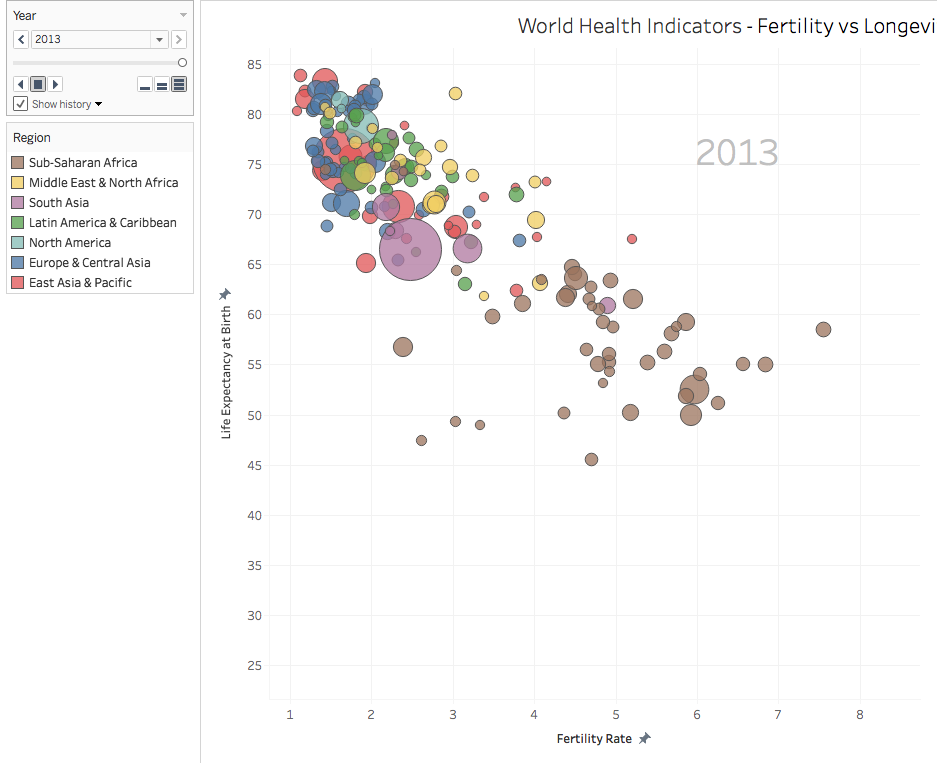 Year
2013
Show history
Region
Sub-Saharan Africa
Middle East & North Africa
South Asia
Latin America & Caribbean
North America
Europe & Central Asia
East Asia & Pacific
World Health Indicators - Fertility vs Longevi
2013
Life Expectancy at Birth
85
80
75
70
65
60
55
50
45
40
35
30
25
1 2 3 4 5 6 7 8
Fertility Rate